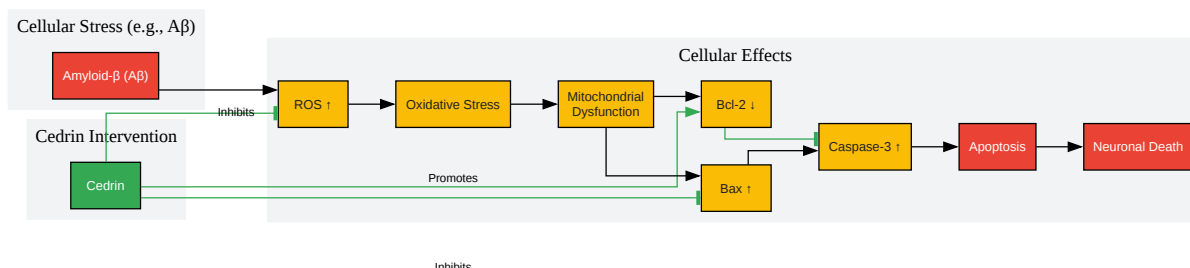 Cellular Stress (e.g., Aβ)
Amyloid-β (Aβ)
Cellular Effects
ROS ↑
Oxidative Stress
Mitochondrial
Dysfunction
Bcl-2 ↓
Inhibits
Cedrin Intervention
Caspase-3 ↑
Apoptosis
Neuronal Death
Cedrin
Promotes
Bax ↑
Inhibits